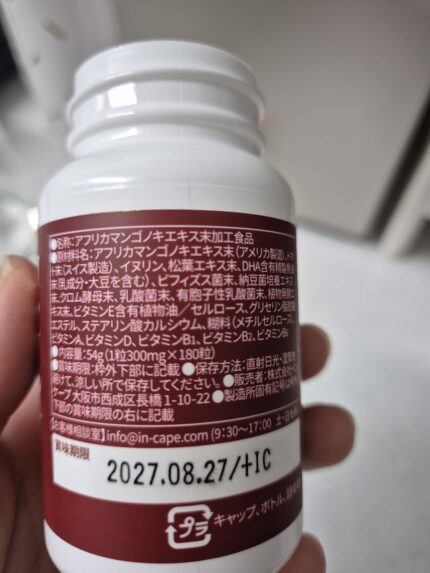 ●名称:アフリカマンゴノキエキス末加工食品
●原材料名:アフリカマンゴノキエキス末(アメリカ製造)、
末(スイス製造)、イヌリン、松葉エキス末、DHA含有精製魚油
末(乳成分・大豆を含む)、ビフィズス菌末、納豆菌培養エキス
末、クロム酵母末、乳酸菌末、有胞子性乳酸菌末、植物発酵
キス末、ビタミンE含有植物油/セルロース、グリセリン脂肪酸
エステル、ステアリン酸カルシウム、糊料(メチルセルロース)、
ビタミンA、ビタミンD、ビタミンB1、ビタミンB2、ビタミンB6
●内容量:54g(1粒300mg×180粒)
●賞味期限:枠外下部に記載 ●保存方法:直射日光・湿気を
避けて、涼しい所で保存してください。●販売者:株式会社
ープ 大阪市西成区長橋1-10-22 ●製造所固有記号は
下部の賞味期限の右に記載
【お客様相談室】info@in-cape.com (9:30〜17:00 土・日
賞味期限
2027.08.27/+IC
プラ
キャップ、ボトル、